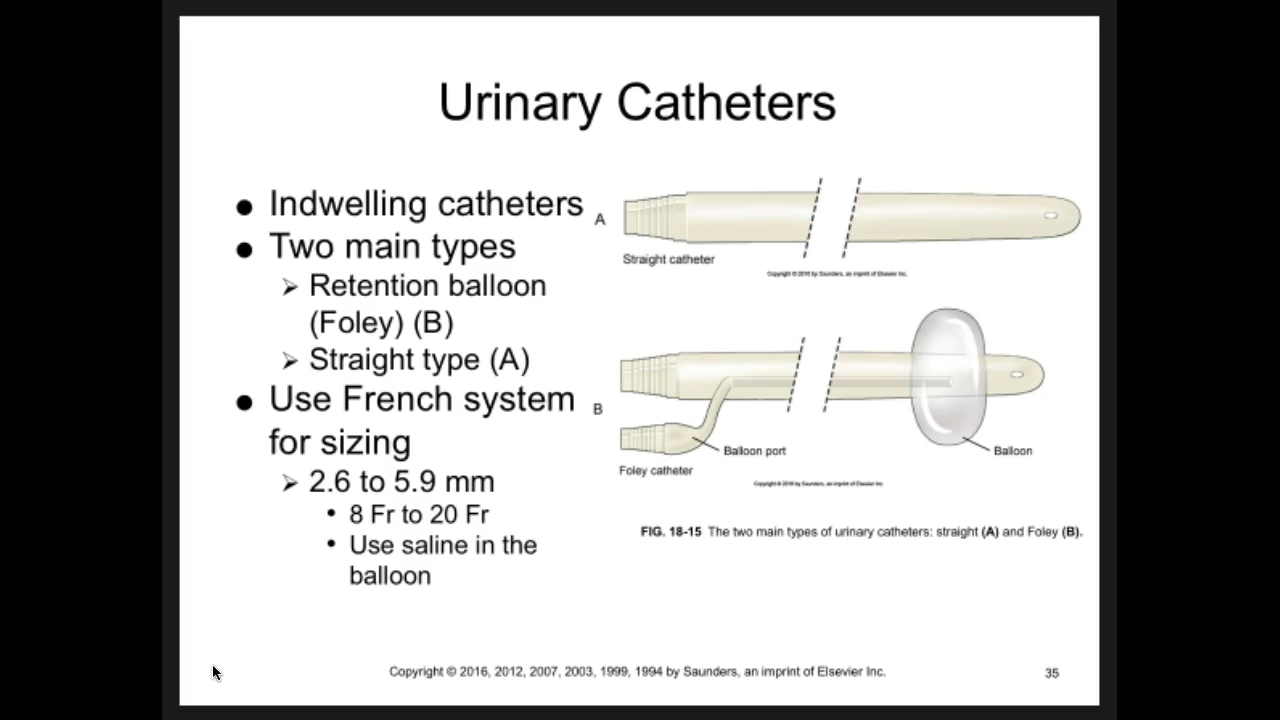 Urinary Catheters
● Indwelling catheters
● Two main types
➢ Retention balloon
(Foley) (B)
➢ Straight type (A)
● Use French system
for sizing
➢ 2.6 to 5.9 mm
• 8 Fr to 20 Fr
• Use saline in the
balloon
A
Straight catheter
Copyright © 2016 by Saunders, an imprint of Elsevier Inc.
B
Balloon port
Balloon
Foley catheter
Copyright © 2016 by Saunders, an imprint of Elsevier Inc.
FIG. 18-15 The two main types of urinary catheters: straight (A) and Foley (B).
Copyright © 2016, 2012, 2007, 2003, 1999, 1994 by Saunders, an imprint of Elsevier Inc.
35